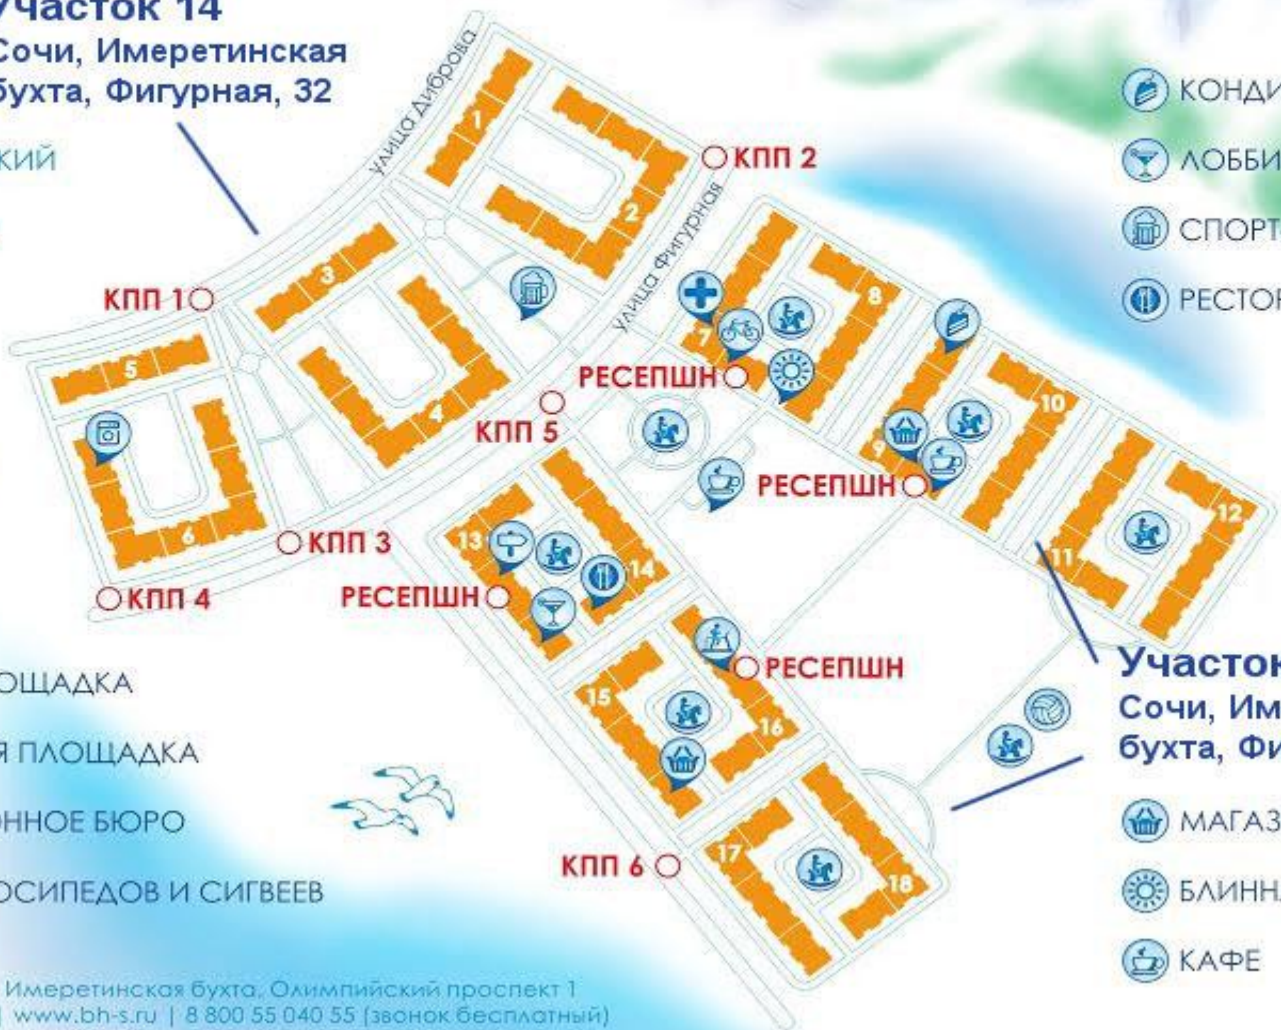 Участок 14
Сочи, Имеретинская
бухта, Фигурная, 32
КИЙ
улица Диброва
улица Фигурная
КОНДИ
ЛОББИ
СПОРТ
РЕСТОР
КПП 2
КПП 1
КПП 5
КПП 3
КПП 4
КПП 6
РЕСЕПШН
РЕСЕПШН
РЕСЕПШН
РЕСЕПШН
1
2
3
4
5
6
7
8
9
10
11
12
13
14
15
16
17
18
Участок
Сочи, Им
бухта, Фи
МАГАЗ
БЛИНН
КАФЕ
ОЩАДКА
Я ПЛОЩАДКА
ОННОЕ БЮРО
ОСИПЕДОВ И СИГВЕЕВ
Имеретинская бухта, Олимпийский проспект 1
| www.bh-s.ru | 8 800 55 040 55 (звонок бесплатный)